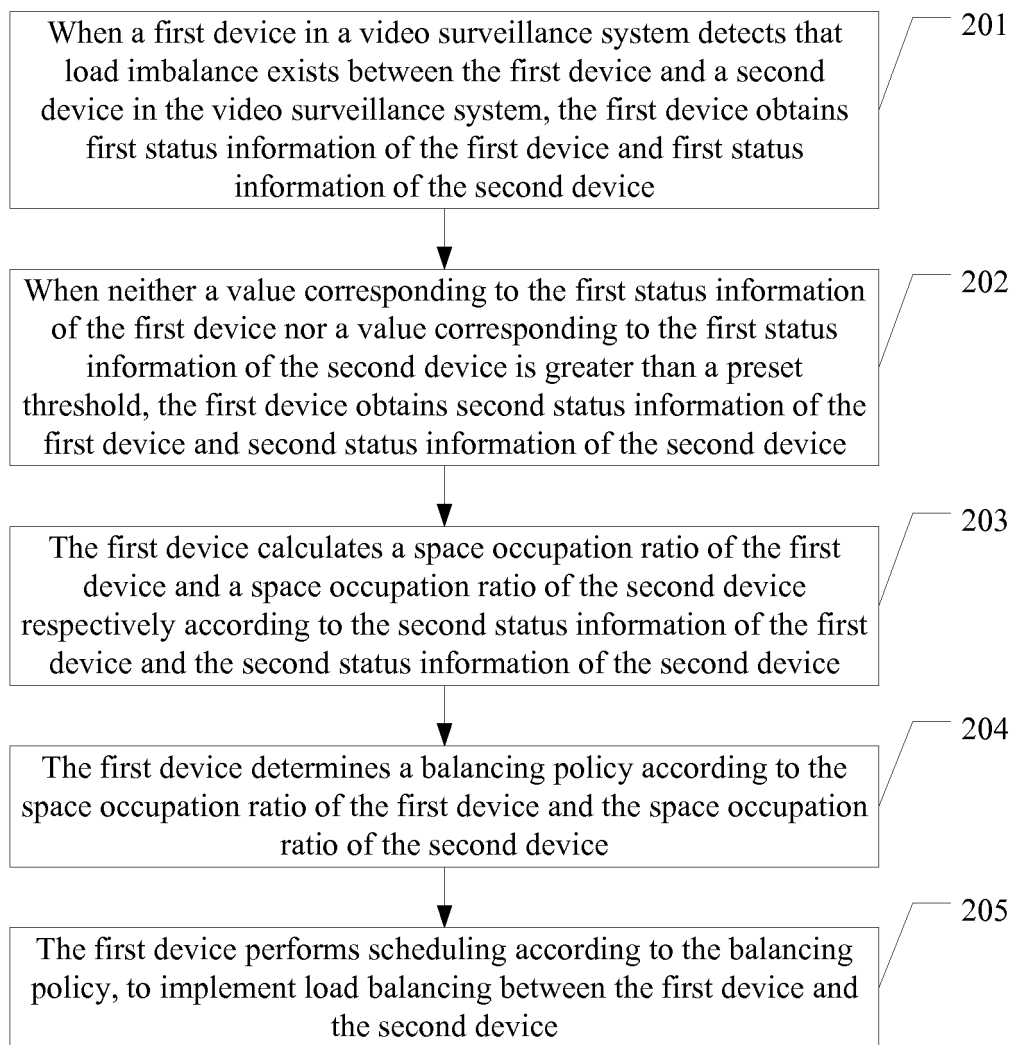 When a first device in a video surveillance system detects that
load imbalance exists between the first device and a second
device in the video surveillance system, the first device obtains
first status information of the first device and first status
information of the second device
201
When neither a value corresponding to the first status information
of the first device nor a value corresponding to the first status
information of the second device is greater than a preset
threshold, the first device obtains second status information of the
first device and second status information of the second device
202
The first device calculates a space occupation ratio of the first
device and a space occupation ratio of the second device
respectively according to the second status information of the first
device and the second status information of the second device
203
The first device determines a balancing policy according to the
space occupation ratio of the first device and the space occupation
ratio of the second device
204
The first device performs scheduling according to the balancing
policy, to implement load balancing between the first device and
the second device
205